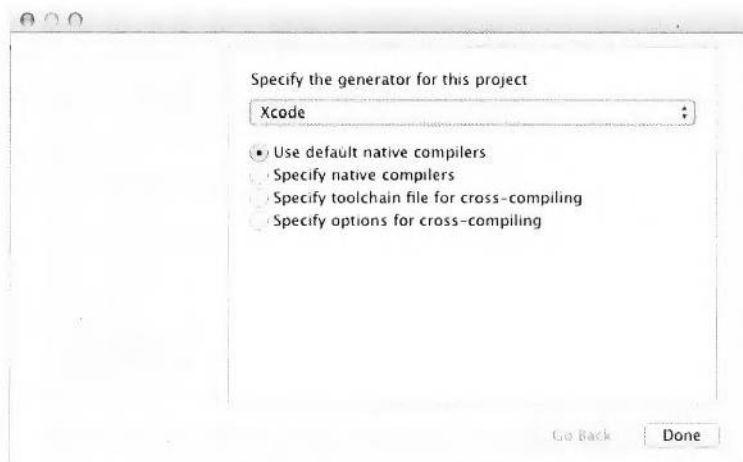 Specify the generator for this project
Xcode
Use default native compilers
Specify native compilers
Specify toolchain file for cross-compiling
Specify options for cross-compiling
Go Back
Done